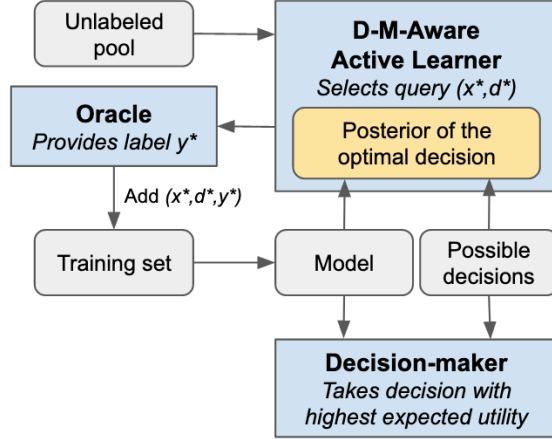 Unlabeled
pool
D-M-Aware
Active Learner
Selects query (x*,d*)
Posterior of the
optimal decision
Oracle
Provides label y*
Add (x*,d*,y*)
Training set
Model
Possible
decisions
Decision-maker
Takes decision with
highest expected utility